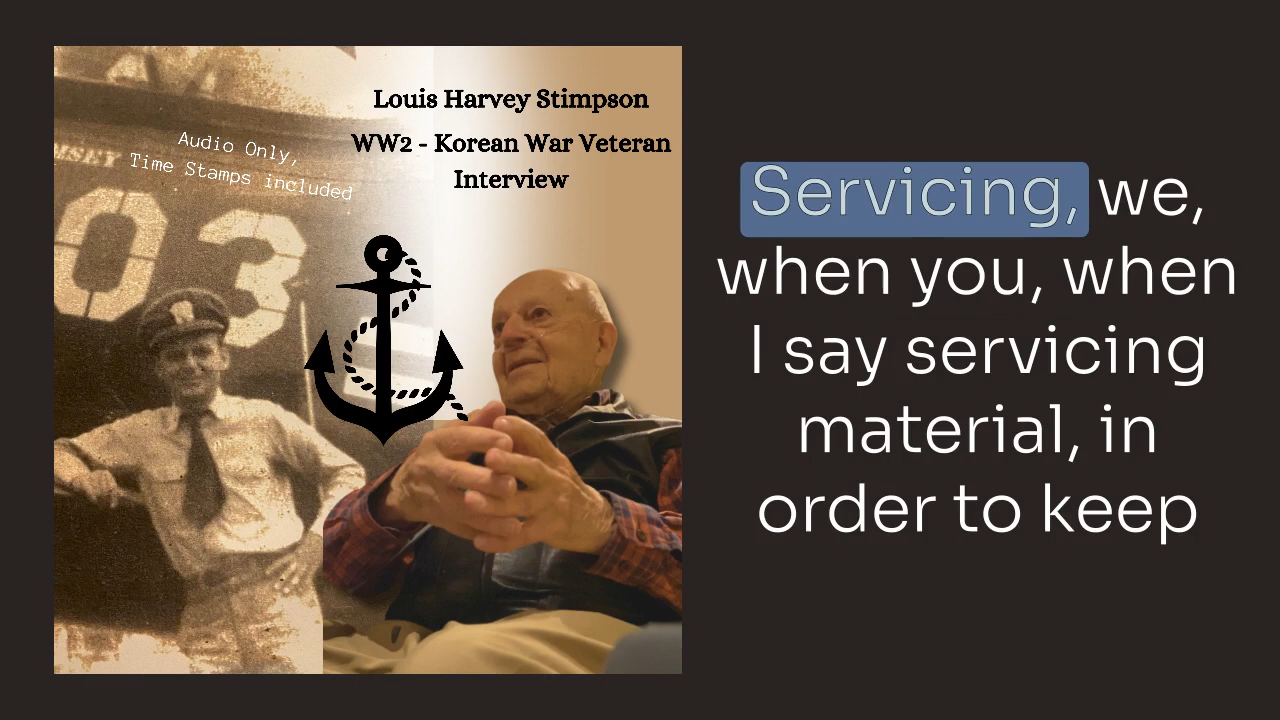 Louis Harvey Stimpson
WW2 - Korean War Veteran
Interview
Audio Only,
Time Stamps included
MSEY
03
Servicing, we,
when you, when
I say servicing
material, in
order to keep